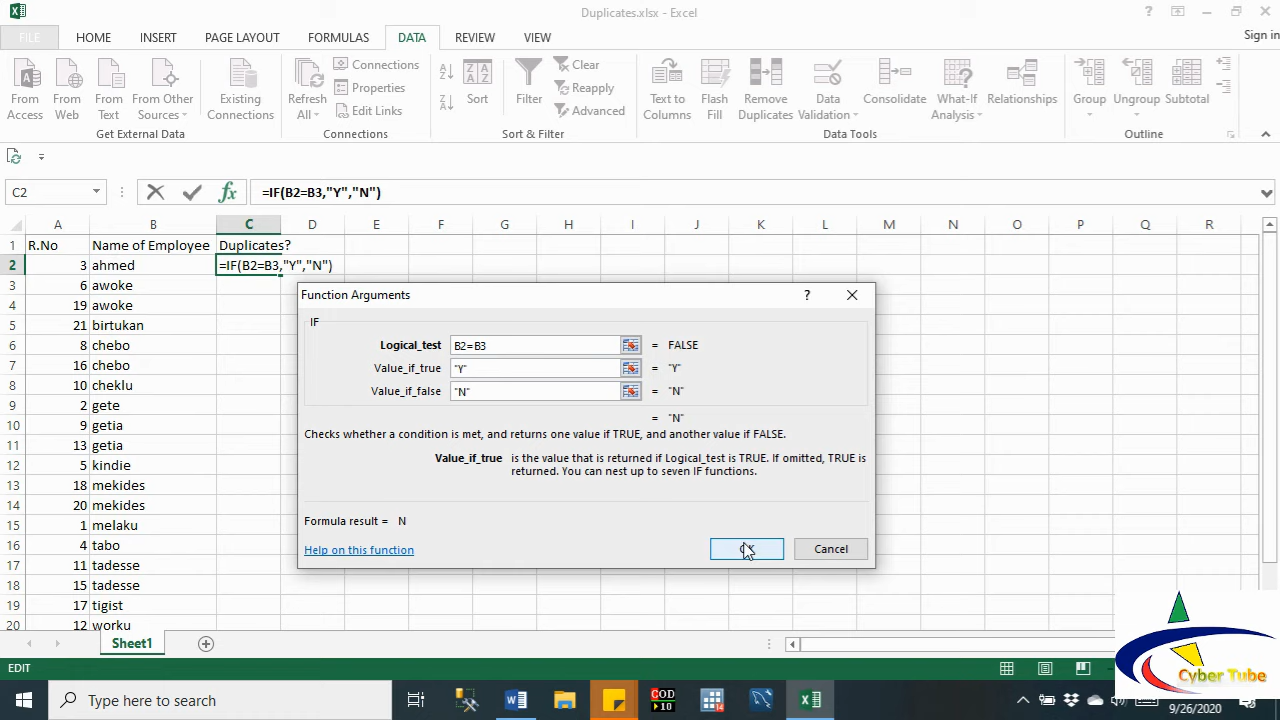 Duplicates.xlsx - Excel
Sign in
FILE HOME INSERT PAGE LAYOUT FORMULAS DATA REVIEW VIEW
From Access
From Web
From Text
From Other Sources
Existing Connections
Get External Data
Refresh All
Connections
Properties
Edit Links
Connections
Sort
Filter
Clear
Reapply
Advanced
Sort & Filter
Text to Columns
Flash Fill
Remove Duplicates
Data Validation
Consolidate
What-If Analysis
Relationships
Data Tools
Group
Ungroup
Subtotal
Outline
C2 fx =IF(B2=B3,"Y","N")
A B C D E F G H I J K L M N O P Q R
1 R.No Name of Employee Duplicates?
2 3 ahmed =IF(B2=B3,"Y","N")
3 6 awoke
4 19 awoke
5 21 birtukan
6 8 chebo
7 16 chebo
8 10 cheklu
9 2 gete
10 9 getia
11 13 getia
12 5 kindie
13 18 mekides
14 20 mekides
15 1 melaku
16 4 tabo
17 11 tadesse
18 15 tadesse
19 17 tigist
20 12 worku
Function Arguments ?
IF
Logical_test B2=B3 = FALSE
Value_if_true "Y" = "Y"
Value_if_false "N" = "N"
= "N"
Checks whether a condition is met, and returns one value if TRUE, and another value if FALSE.
Value_if_true is the value that is returned if Logical_test is TRUE. If omitted, TRUE is
returned. You can nest up to seven IF functions.
Formula result = N
Help on this function
Cancel
Sheet1
EDIT
Cyber Tube
Type here to search
9/26/2020